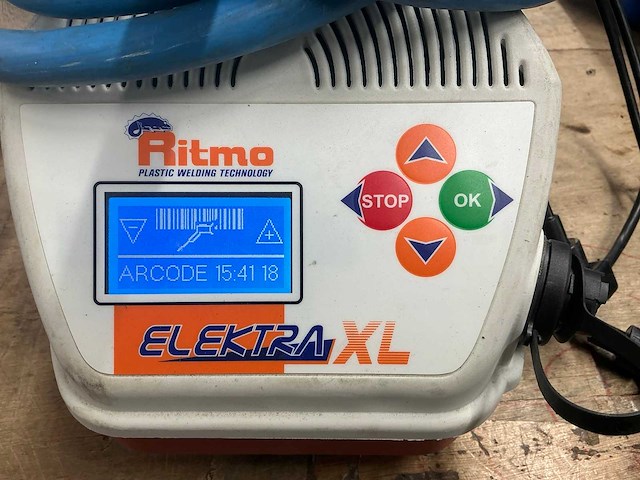 Ritmo
PLASTIC WELDING TECHNOLOGY
STOP
OK
ARCODE 15:41 18
ELEKTRA XL